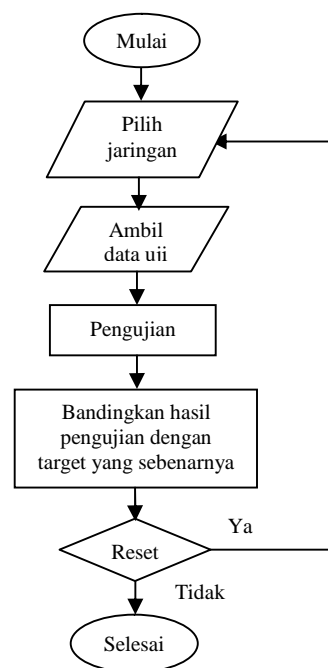 Mulai
Pilih
jaringan
Ambil
data uii
Pengujian
Bandingkan hasil
pengujian dengan
target yang sebenarnya
Ya
Reset
Tidak
Selesai